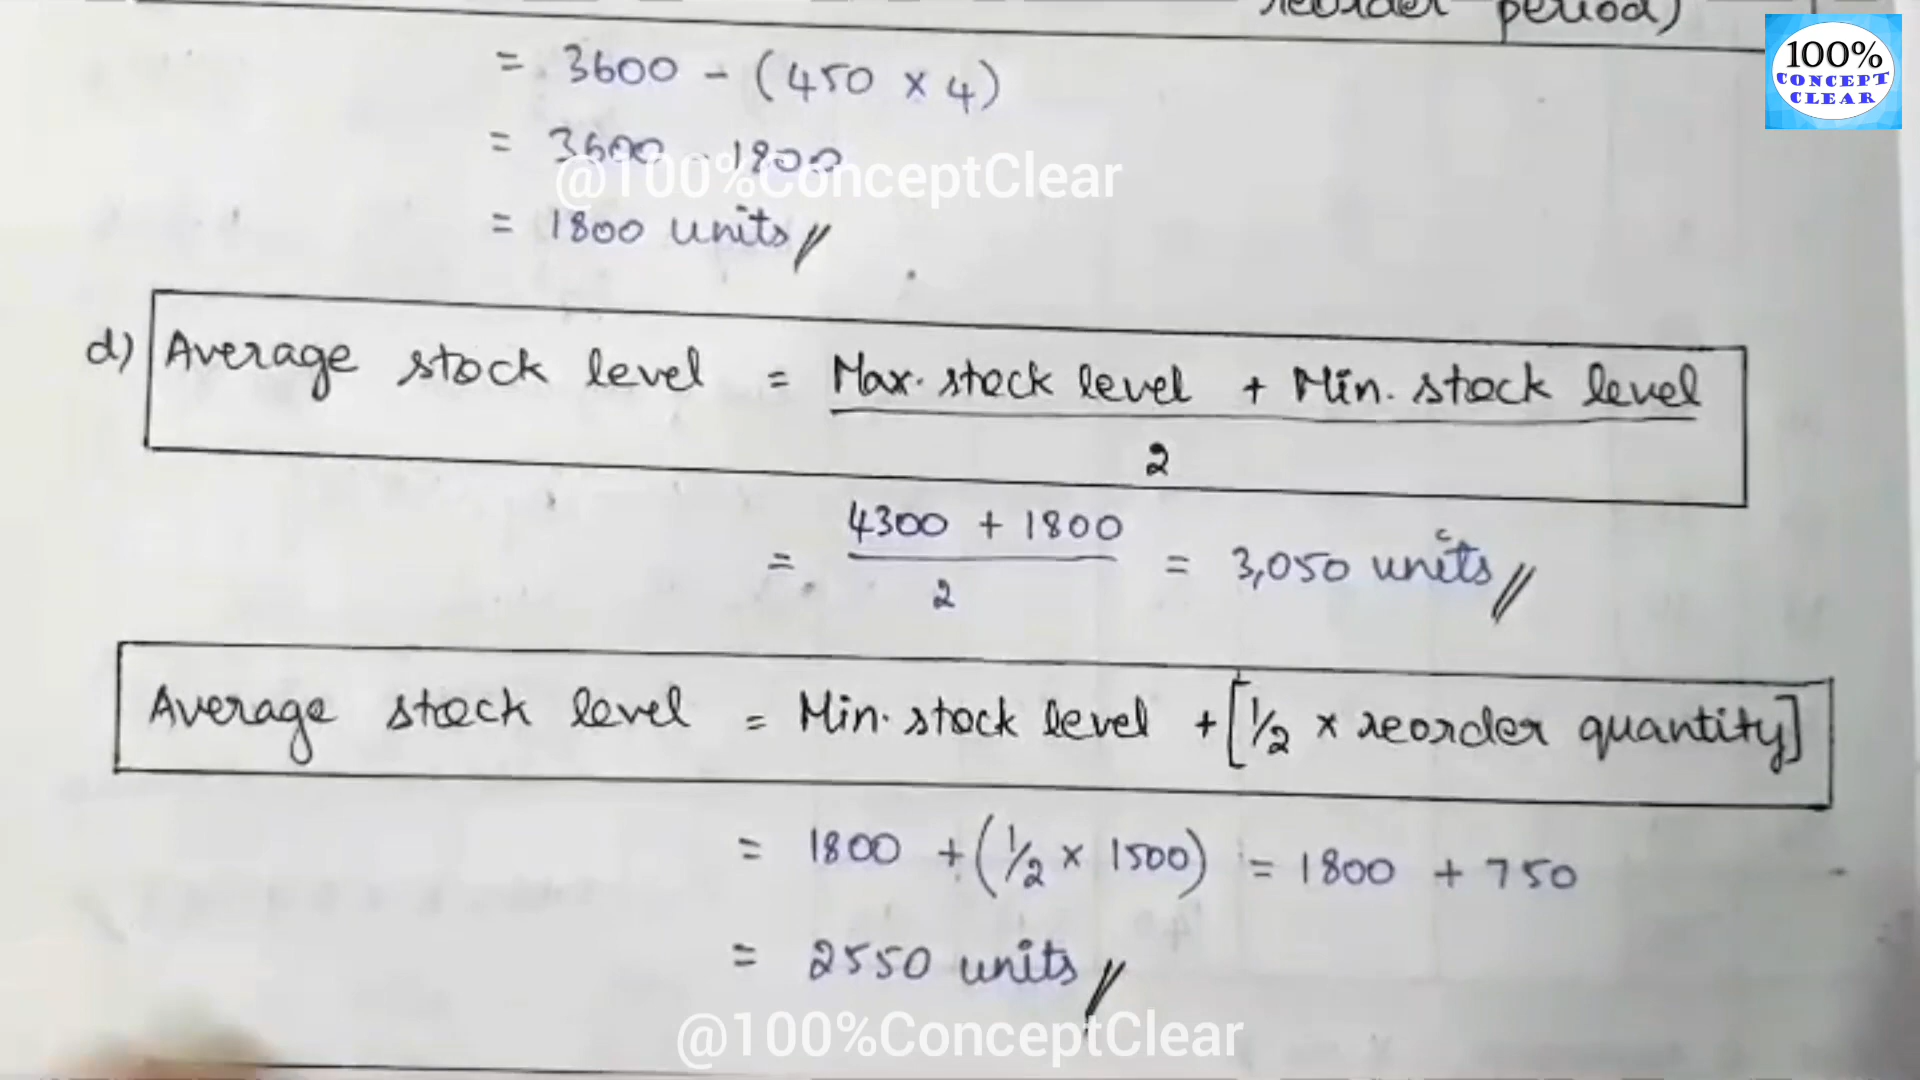 reorder period)
= 3600 - (450 × 4)
= 3600 - 1800
= 1800 units
d) Average stock level = Max. stock level + Min. stock level
2
= 4300 + 1800 = 3,050 units
2
Average stock level = Min. stock level + [1/2 × reorder quantity]
= 1800 + (1/2 × 1500) = 1800 + 750
= 2550 units
100%
CONCEPT
CLEAR
@100%ConceptClear
@100%ConceptClear